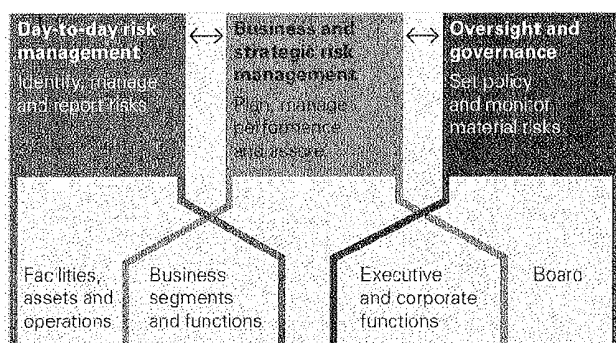 Day-to-day risk
management
Identify, manage
and report risks
Business and
strategic risk
management
Plan, manage
performance
and assure
Oversight and
governance
Set policy
and monitor
material risks
Facilities,
assets and
operations
Business
segments
and functions
Executive
and corporate
functions
Board